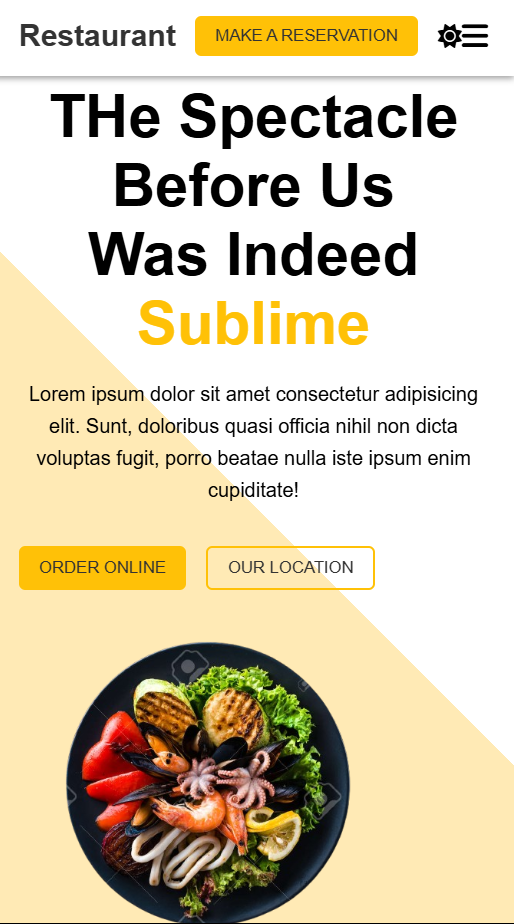 Restaurant
MAKE A RESERVATION
THe Spectacle
Before Us
Was Indeed
Sublime
Lorem ipsum dolor sit amet consectetur adipisicing
elit. Sunt, doloribus quasi officia nihil non dicta
voluptas fugit, porro beatae nulla iste ipsum enim
cupiditate!
ORDER ONLINE
OUR LOCATION